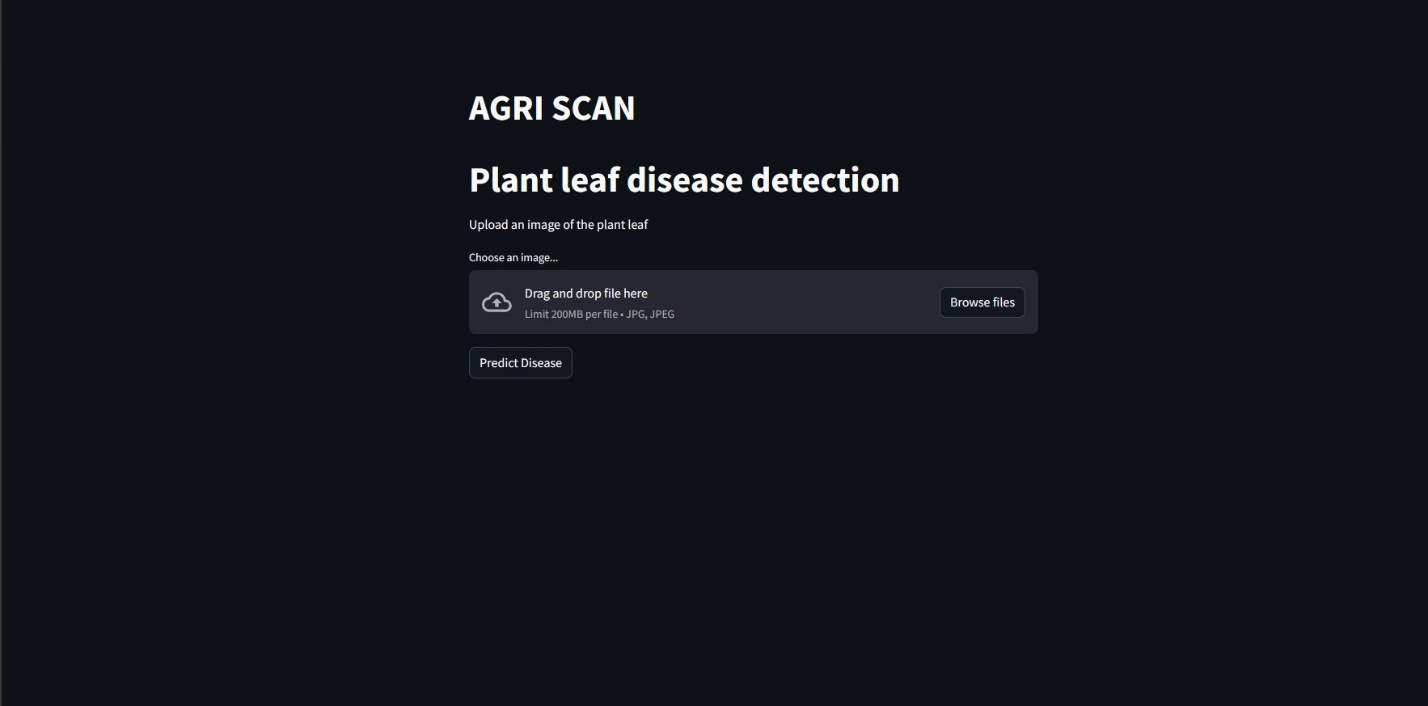 AGRI SCAN
Plant leaf disease detection
Upload an image of the plant leaf
Choose an image...
Drag and drop file here
Limit 200MB per file • JPG, JPEG
Browse files
Predict Disease